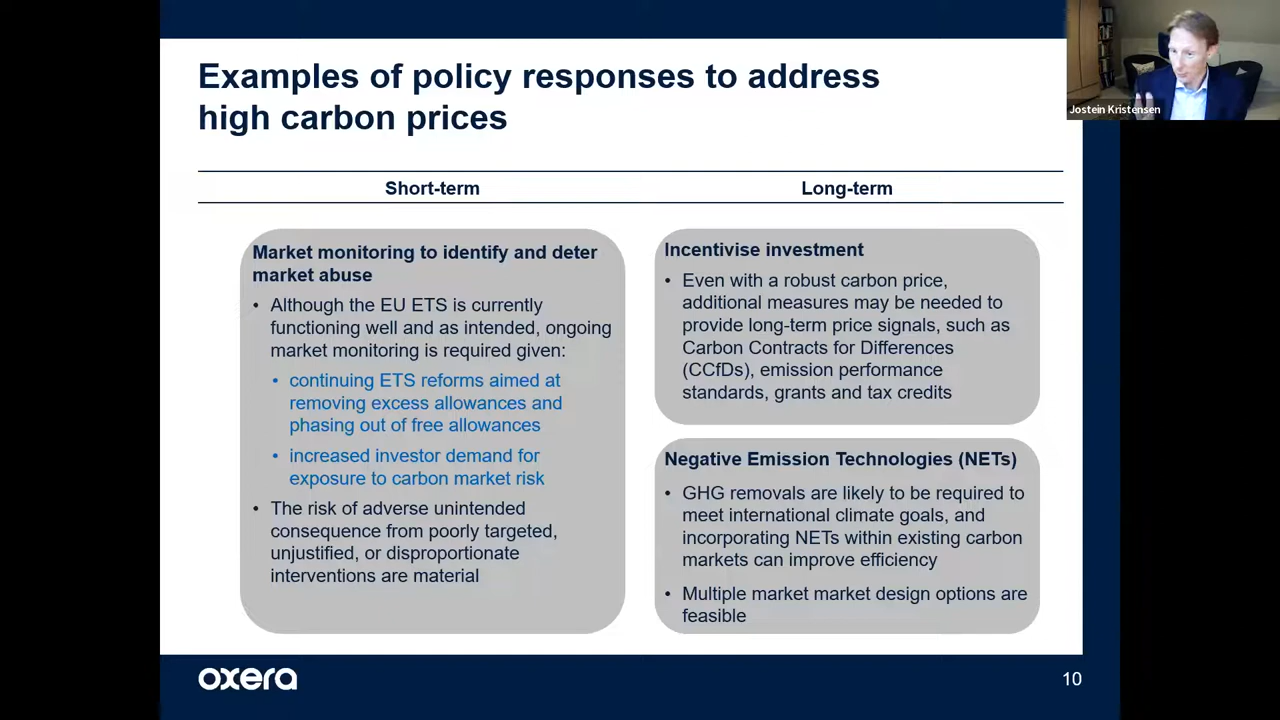 Examples of policy responses to address
high carbon prices
Jostein Kristensen
Short-term
Long-term
Market monitoring to identify and deter
market abuse
• Although the EU ETS is currently
functioning well and as intended, ongoing
market monitoring is required given:
• continuing ETS reforms aimed at
removing excess allowances and
phasing out of free allowances
• increased investor demand for
exposure to carbon market risk
• The risk of adverse unintended
consequence from poorly targeted,
unjustified, or disproportionate
interventions are material
Incentivise investment
• Even with a robust carbon price,
additional measures may be needed to
provide long-term price signals, such as
Carbon Contracts for Differences
(CCfDs), emission performance
standards, grants and tax credits
Negative Emission Technologies (NETs)
• GHG removals are likely to be required to
meet international climate goals, and
incorporating NETs within existing carbon
markets can improve efficiency
• Multiple market market design options are
feasible
oxera
10